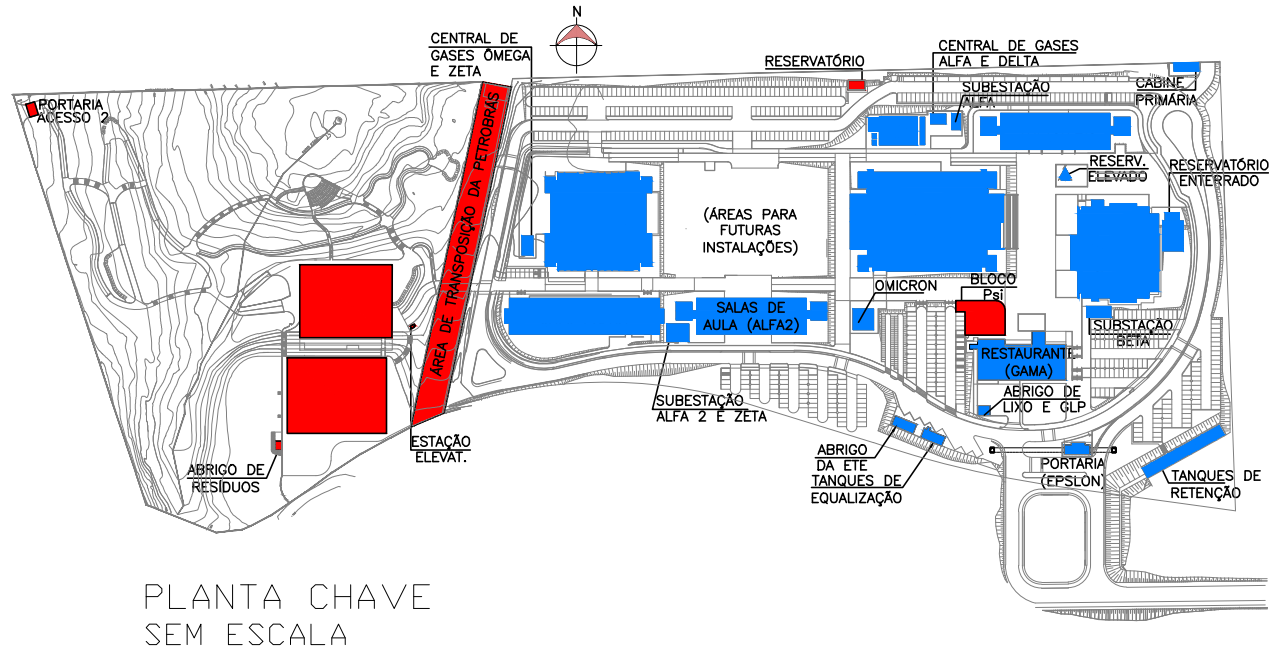 N
CENTRAL DE
GASES ÔMEGA
E ZETA
RESERVATÓRIO
CENTRAL DE GASES
ALFA E DELTA
SUBESTAÇÃO
ALFA
CABINE
PRIMÁRIA
PORTARIA
ACESSO 2
ÁREA DE TRANSPOSIÇÃO DA PETROBRÁS
RESERV.
ELEVADO
RESERVATÓRIO
ENTERRADO
(ÁREAS PARA
FUTURAS
INSTALAÇÕES)
BLOCO
Psi
OMICRON
SALAS DE
AULA (ALFA2)
SUBSTAÇÃO
BETA
RESTAURANTE
(GAMA)
SUBESTAÇÃO
ALFA 2 E ZETA
ABRIGO DE
LIXO E GLP
ESTAÇÃO
ELEVAT.
ABRIGO DE
RESÍDUOS
ABRIGO
DA ETE
TANQUES DE
EQUALIZAÇÃO
PORTARIA
(EPSLON)
TANQUES DE
RETENÇÃO
PLANTA CHAVE
SEM ESCALA